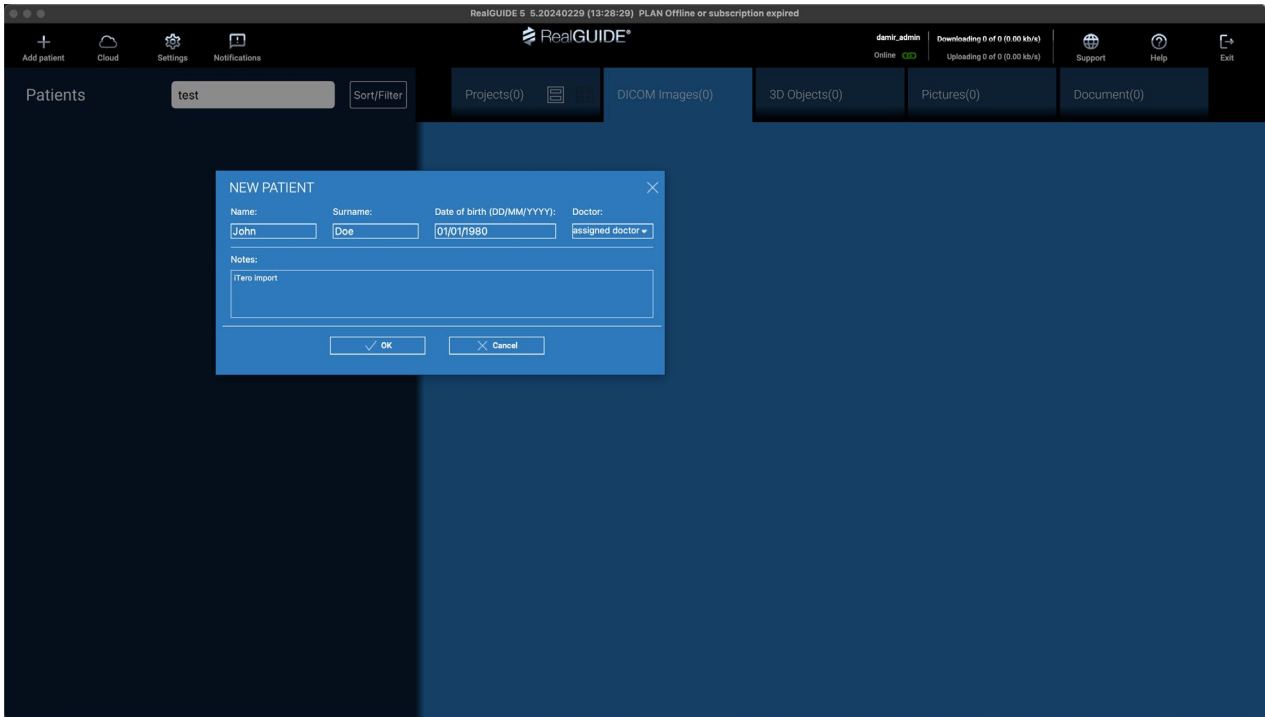 RealGUIDE 5 5.20240229 (13:28:29) PLAN Offline or subscription expired
Add patient
Cloud
Settings
Notifications
RealGUIDE®
damir_admin
Online
Downloading 0 of 0 (0.00 kb/s)
Uploading 0 of 0 (0.00 kb/s)
Support
Help
Exit
Patients
test
Sort/Filter
Projects(0)
DICOM Images(0)
3D Objects(0)
Pictures(0)
Document(0)
NEW PATIENT
Name: Surname: Date of birth (DD/MM/YYYY): Doctor:
John Doe 01/01/1980 assigned doctor
Notes:
iTero import
OK Cancel